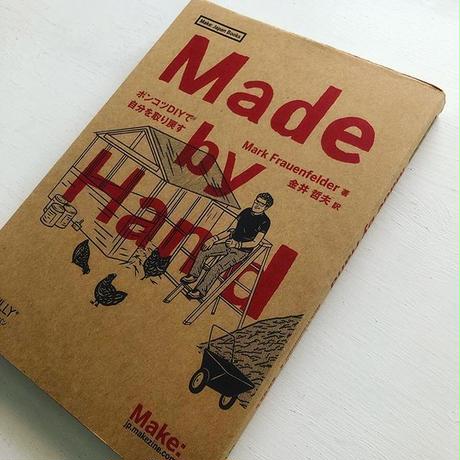 Make: Japan Books
Made
by
Hand
ポンコツDIYで
自分を取り戻す
Mark Frauenfelder 著
金井 哲夫 訳
Make:
jp.makezine.com